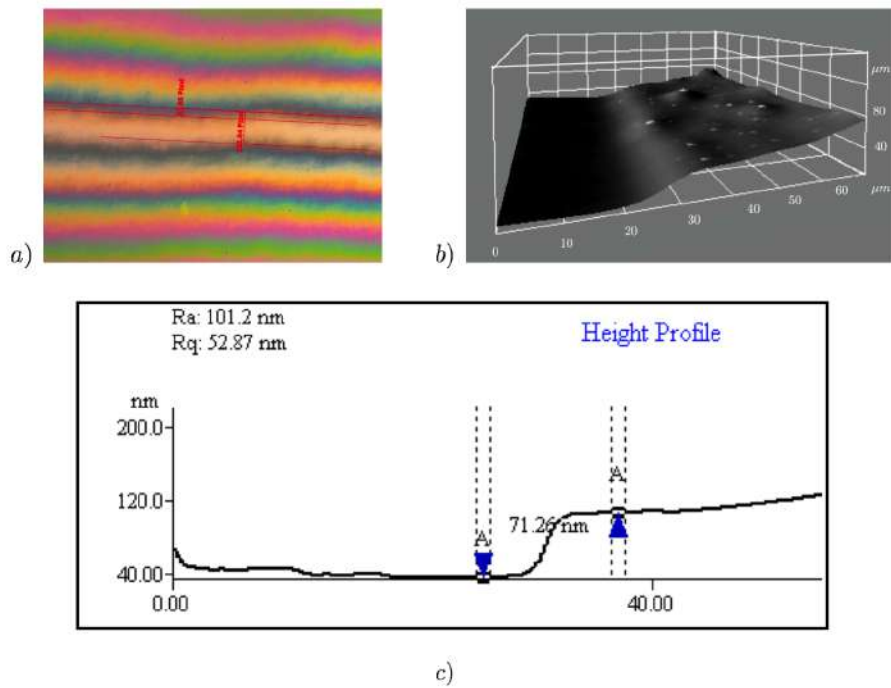 a)
b)
μm
80
40
μm
0
10
20
30
40
50
60
Ra: 101.2 nm
Rq: 52.87 nm
Height Profile
nm
200.0
120.0
40.00
A
71.26 nm
A
0.00
40.00
c)